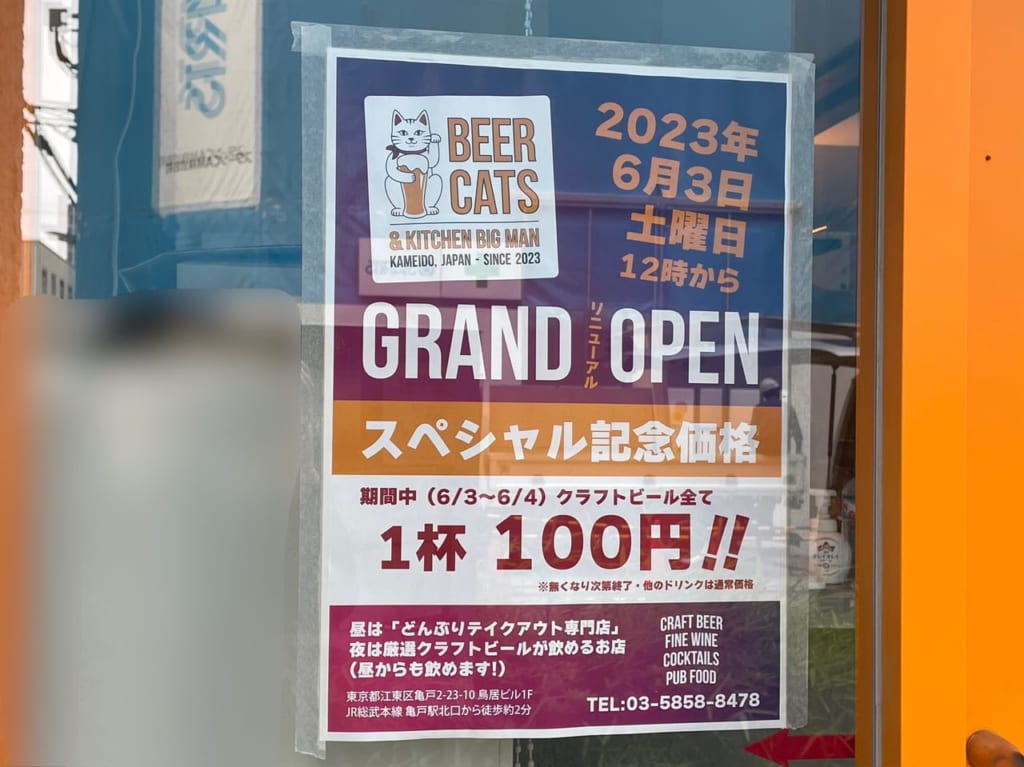 BEER
CATS
& KITCHEN BIG MAN
KAMEIDO, JAPAN - SINCE 2023
2023年
6月3日
土曜日
12時から
GRAND リニューアル OPEN
スペシャル記念価格
期間中（6/3〜6/4）クラフトビール全て
1杯 100円!!
※無くなり次第終了・他のドリンクは通常価格
昼は「どんぶりテイクアウト専門店」
夜は厳選クラフトビールが飲めるお店
（昼からも飲めます!）
東京都江東区亀戸2-23-10 鳥居ビル1F
JR総武本線 亀戸駅北口から徒歩約2分
CRAFT BEER
FINE WINE
COCKTAILS
PUB FOOD
TEL:03-5858-8478